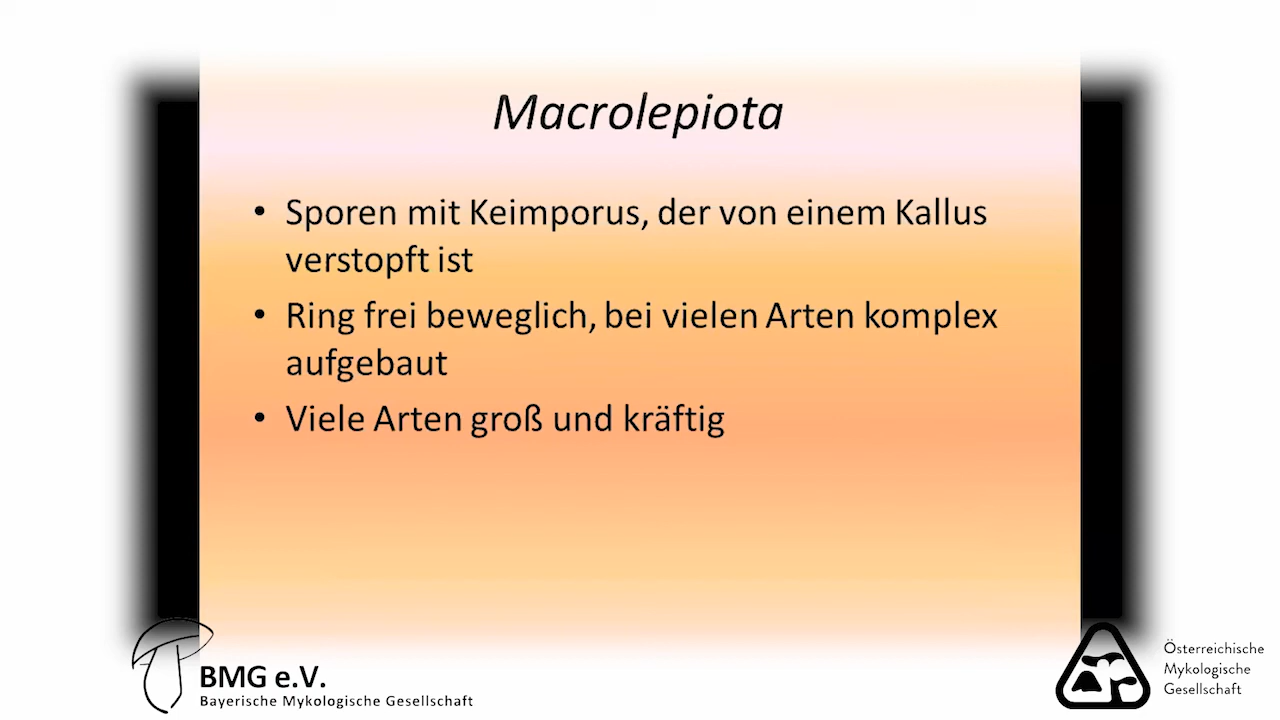 Macrolepiota
• Sporen mit Keimporus, der von einem Kallus
verstopft ist
• Ring frei beweglich, bei vielen Arten komplex
aufgebaut
• Viele Arten groß und kräftig
BMG e.V.
Bayerische Mykologische Gesellschaft
Österreichische
Mykologische
Gesellschaft